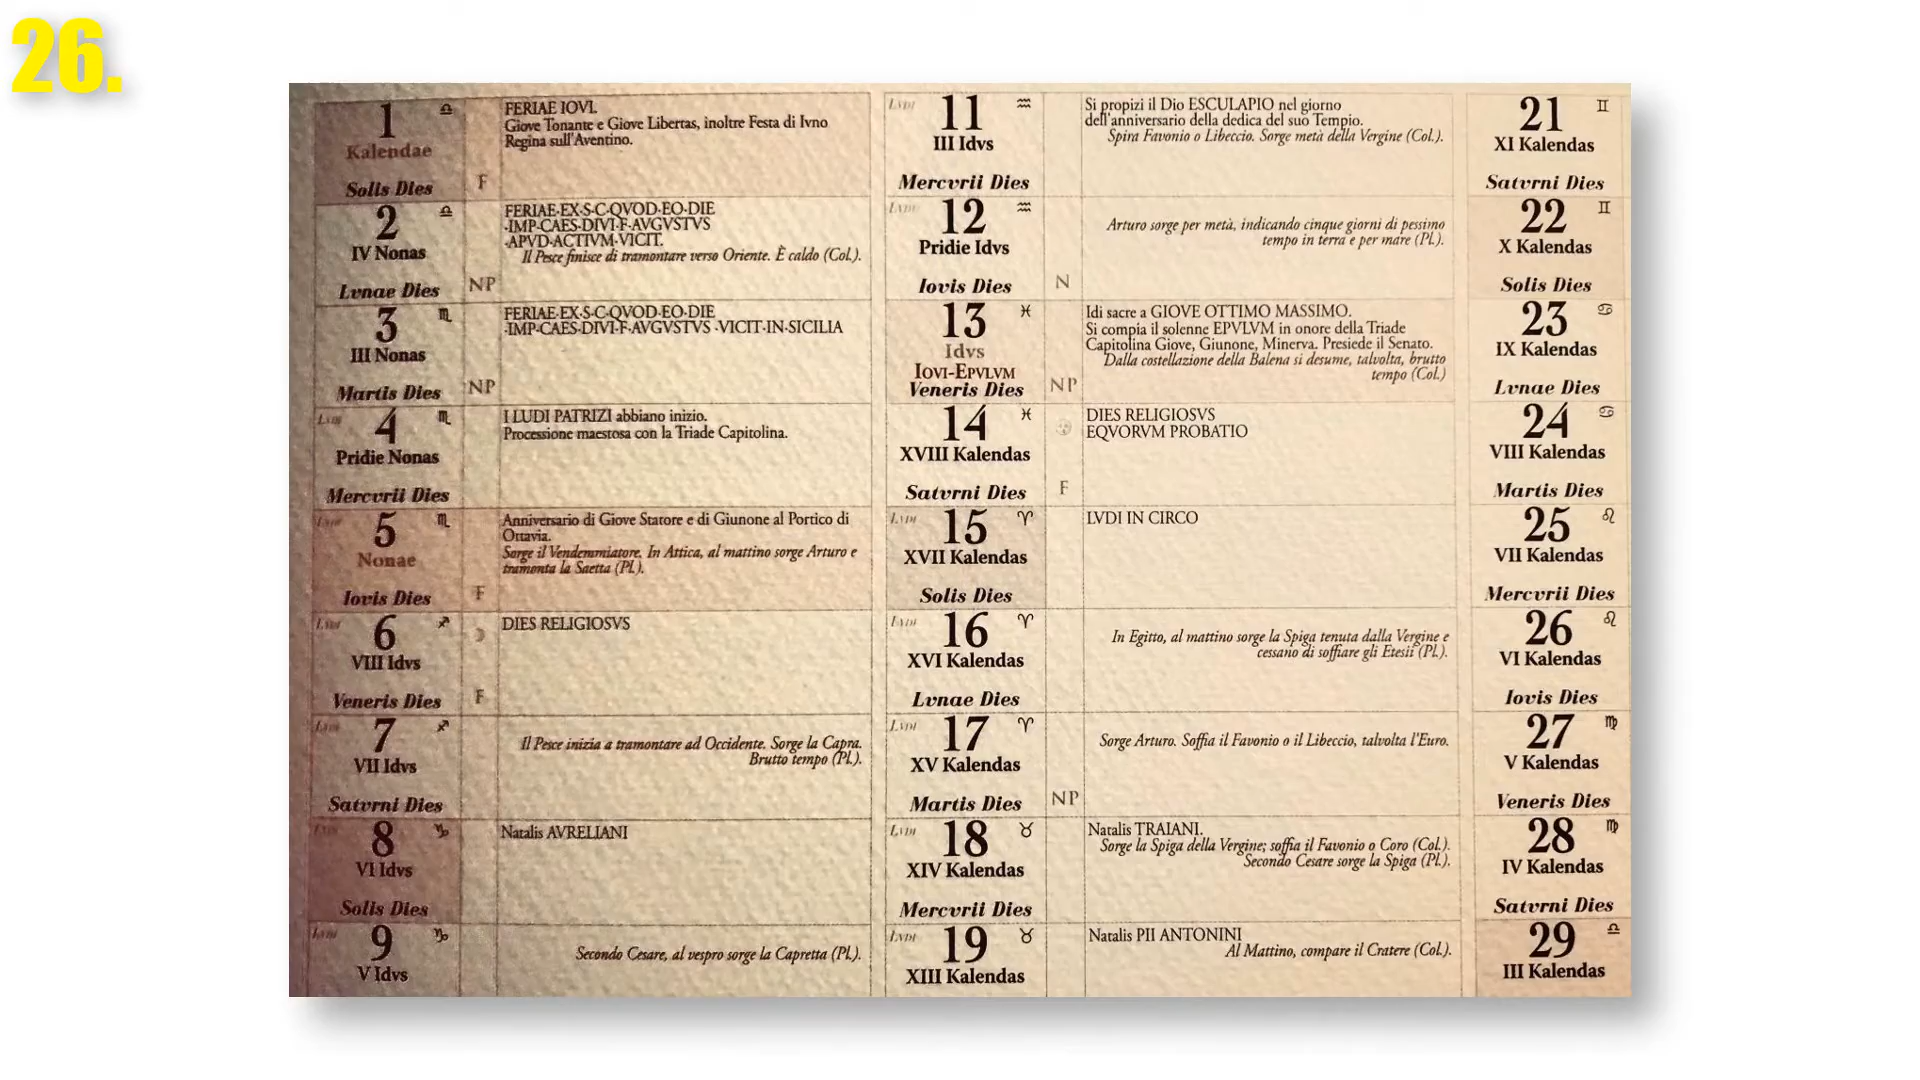 26.
LVDI
1
Kalendae
Solis Dies
F
FERIAE IOVI.
Giove Tonante e Giove Libertas, inoltre Festa di Ivno
Regina sull'Aventino.
2
IV Nonas
Lvnae Dies
NP
FERIAE·EX·S·C·QVOD·EO·DIE
·IMP·CAES·DIVI·F·AVGVSTVS
·APVD·ACTIVM·VICIT.
Il Pesce finisce di tramontare verso Oriente. È caldo (Col.).
3
III Nonas
Martis Dies
NP
FERIAE·EX·S·C·QVOD·EO·DIE
·IMP·CAES·DIVI·F·AVGVSTVS ·VICIT·IN·SICILIA
LVDI
4
Pridie Nonas
Mercvrii Dies
I LUDI PATRIZI abbiano inizio.
Processione maestosa con la Triade Capitolina.
LVDI
5
Nonae
Iovis Dies
F
Anniversario di Giove Statore e di Giunone al Portico di
Ottavia.
Sorge il Vendemmiatore. In Attica, al mattino sorge Arturo e
tramonta la Saetta (Pl.).
LVDI
6
VIII Idvs
Veneris Dies
F
DIES RELIGIOSVS
LVDI
7
VII Idvs
Satvrni Dies
Il Pesce inizia a tramontare ad Occidente. Sorge la Capra.
Brutto tempo (Pl.).
LVDI
8
VI Idvs
Solis Dies
Natalis AVRELIANI
LVDI
9
V Idvs
Secondo Cesare, al vespro sorge la Capretta (Pl.).
LVDI
11
III Idvs
Mercvrii Dies
Si propizi il Dio ESCULAPIO nel giorno
dell'anniversario della dedica del suo Tempio.
Spira Favonio o Libeccio. Sorge metà della Vergine (Col.).
LVDI
12
Pridie Idvs
Iovis Dies
N
Arturo sorge per metà, indicando cinque giorni di pessimo
tempo in terra e per mare (Pl.).
13
Idvs
IOVI-EPVLVM
Veneris Dies
NP
Idi sacre a GIOVE OTTIMO MASSIMO.
Si compia il solenne EPVLVM in onore della Triade
Capitolina Giove, Giunone, Minerva. Presiede il Senato.
Dalla costellazione della Balena si desume, talvolta, brutto
tempo (Col.)
14
XVIII Kalendas
Satvrni Dies
F
DIES RELIGIOSVS
EQVORVM PROBATIO
LVDI
15
XVII Kalendas
Solis Dies
LVDI IN CIRCO
LVDI
16
XVI Kalendas
Lvnae Dies
In Egitto, al mattino sorge la Spiga tenuta dalla Vergine e
cessano di soffiare gli Etesii (Pl.).
LVDI
17
XV Kalendas
Martis Dies
NP
Sorge Arturo. Soffia il Favonio o il Libeccio, talvolta l'Euro.
LVDI
18
XIV Kalendas
Mercvrii Dies
Natalis TRAIANI.
Sorge la Spiga della Vergine; soffia il Favonio o Coro (Col.).
Secondo Cesare sorge la Spiga (Pl.).
LVDI
19
XIII Kalendas
Natalis PII ANTONINI
Al Mattino, compare il Cratere (Col.).
21
XI Kalendas
Satvrni Dies
22
X Kalendas
Solis Dies
23
IX Kalendas
Lvnae Dies
24
VIII Kalendas
Martis Dies
25
VII Kalendas
Mercvrii Dies
26
VI Kalendas
Iovis Dies
27
V Kalendas
Veneris Dies
28
IV Kalendas
Satvrni Dies
29
III Kalendas